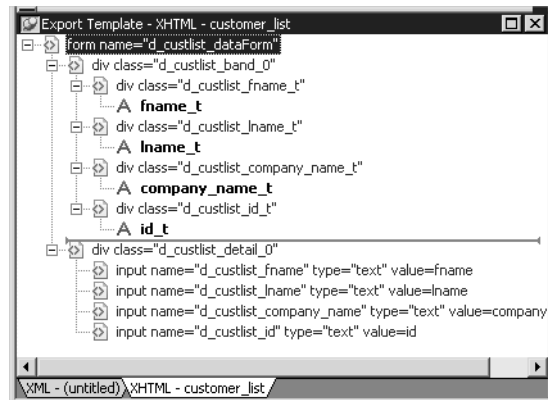 Export Template - XHTML - customer_list
form name="d_custlist_dataForm"
div class="d_custlist_band_0"
div class="d_custlist_fname_t"
A fname_t
div class="d_custlist_lname_t"
A lname_t
div class="d_custlist_company_name_t"
A company_name_t
div class="d_custlist_id_t"
A id_t
div class="d_custlist_detail_0"
input name="d_custlist_fname" type="text" value=fname
input name="d_custlist_lname" type="text" value=lname
input name="d_custlist_company_name" type="text" value=company
input name="d_custlist_id" type="text" value=id
XML - (untitled) XHTML - customer_list